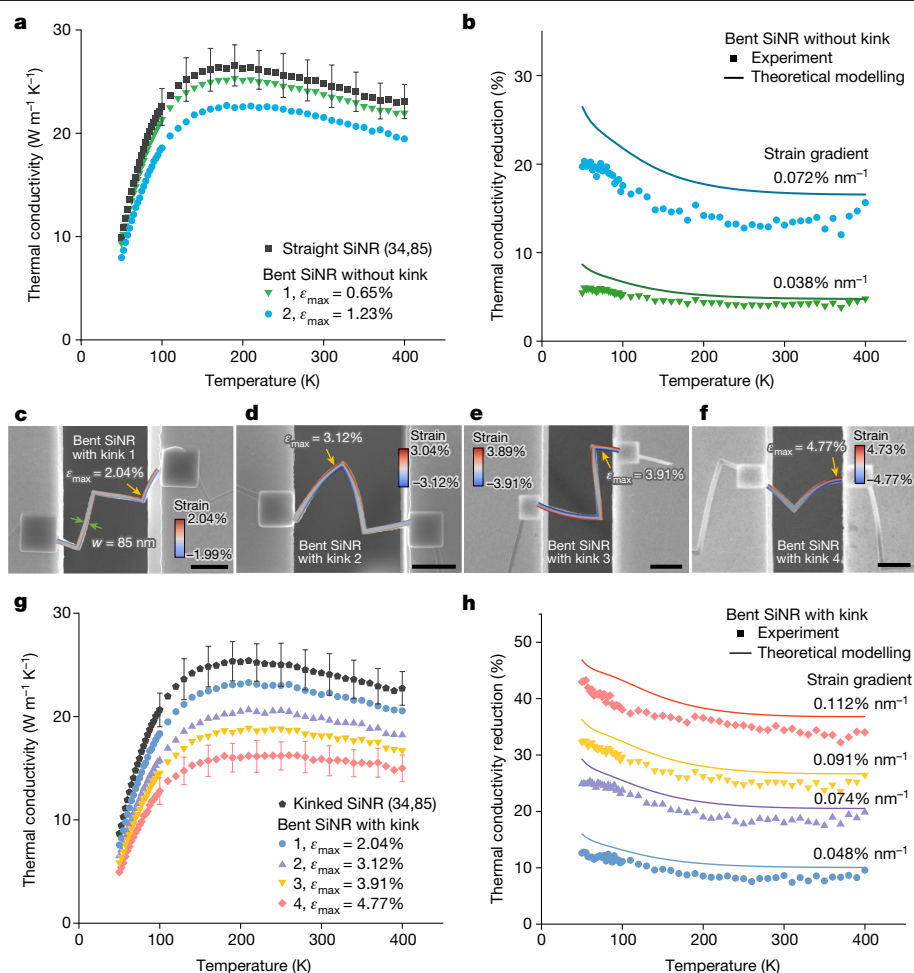 a
Thermal conductivity (W m⁻¹ K⁻¹)
30
20
10
0
0
100
200
300
400
Temperature (K)
Straight SiNR (34,85)
Bent SiNR without kink
1, εmax = 0.65%
2, εmax = 1.23%
b
Thermal conductivity reduction (%)
30
20
10
0
0
100
200
300
400
Temperature (K)
Bent SiNR without kink
Experiment
Theoretical modelling
Strain gradient
0.072% nm⁻¹
0.038% nm⁻¹
c
Bent SiNR
with kink 1
εmax = 2.04%
w = 85 nm
Strain
2.04%
−1.99%
d
εmax = 3.12%
Strain
3.04%
−3.12%
Bent SiNR
with kink 2
e
Strain
3.89%
−3.91%
εmax = 3.91%
Bent SiNR
with kink 3
f
εmax = 4.77%
Strain
4.73%
−4.77%
Bent SiNR
with kink 4
g
Thermal conductivity (W m⁻¹ K⁻¹)
30
20
10
0
0
100
200
300
400
Temperature (K)
Kinked SiNR (34,85)
Bent SiNR with kink
1, εmax = 2.04%
2, εmax = 3.12%
3, εmax = 3.91%
4, εmax = 4.77%
h
Thermal conductivity reduction (%)
50
40
30
20
10
0
0
100
200
300
400
Temperature (K)
Bent SiNR with kink
Experiment
Theoretical modelling
Strain gradient
0.112% nm⁻¹
0.091% nm⁻¹
0.074% nm⁻¹
0.048% nm⁻¹